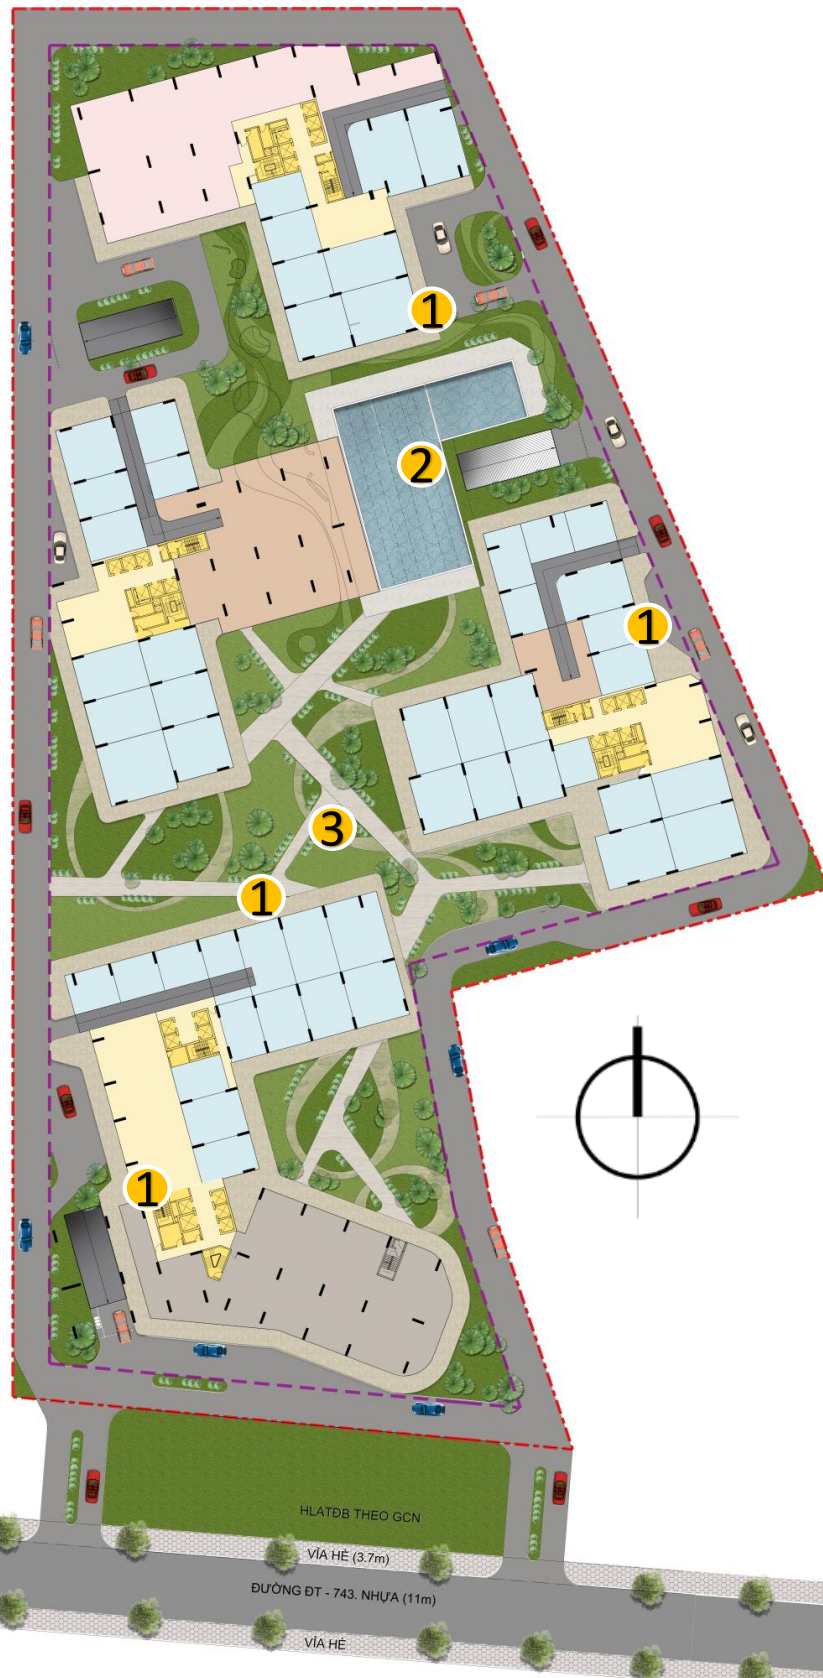 1
2
1
3
1
1
HLATĐB THEO GCN
VỈA HÈ (3.7m)
ĐƯỜNG ĐT - 743. NHỰA (11m)
VỈA HÈ